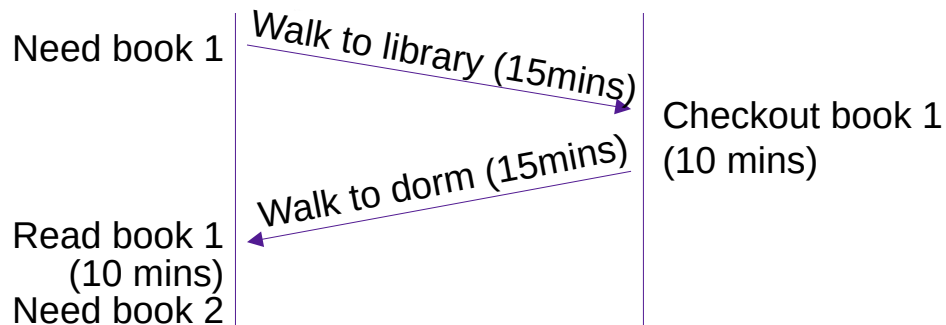 Need book 1
Walk to library (15mins)
Checkout book 1
(10 mins)
Walk to dorm (15mins)
Read book 1
(10 mins)
Need book 2